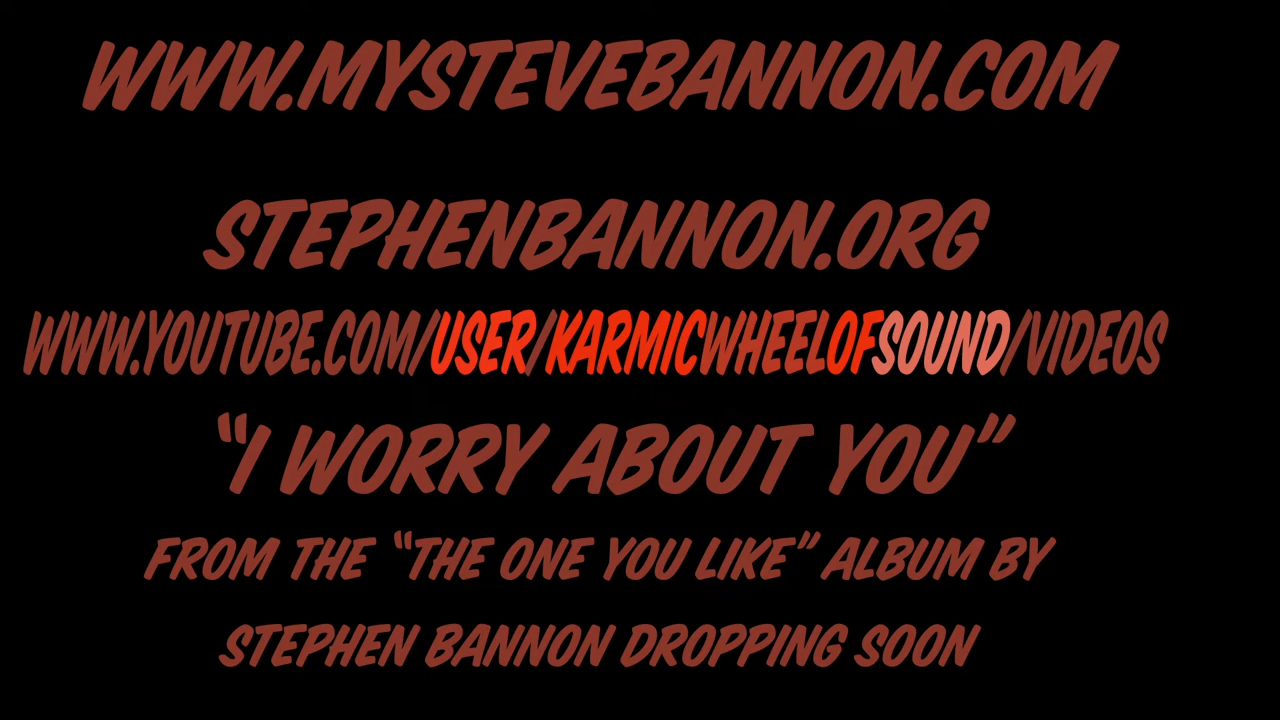 WWW.MYSTEVEBANNON.COM
STEPHENBANNON.ORG
WWW.YOUTUBE.COM/USER/KARMICWHEELOFSOUND/VIDEOS
“I WORRY ABOUT YOU”
FROM THE “THE ONE YOU LIKE” ALBUM BY
STEPHEN BANNON DROPPING SOON